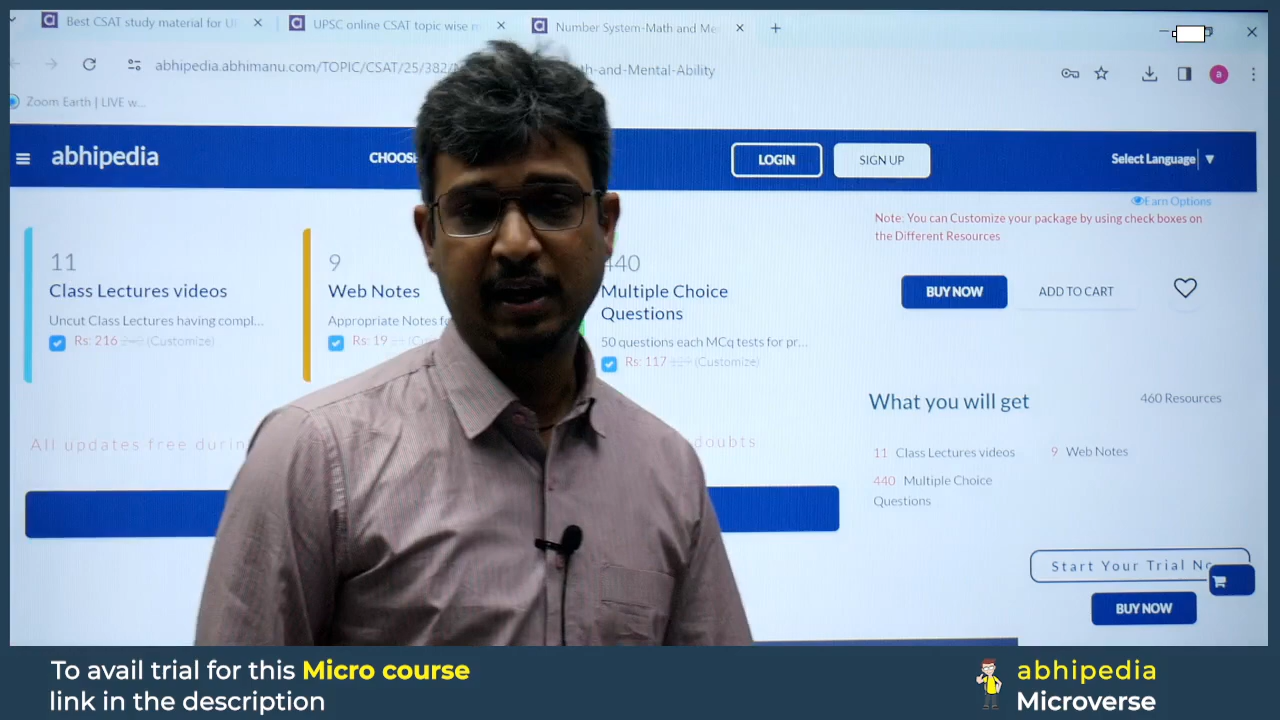 Best CSAT study material for U
UPSC online CSAT topic wise m
Number System-Math and Me
abhipedia.abhimanu.com/TOPIC/CSAT/25/382/
th-and-Mental-Ability
a
Zoom Earth | LIVE w...
abhipedia
CHOOSE
LOGIN
SIGN UP
Select Language
Earn Options
Note: You can Customize your package by using check boxes on
the Different Resources
11
Class Lectures videos
Uncut Class Lectures having compl...
Rs: 216 (Customize)
9
Web Notes
Appropriate Notes fo
Rs: 19
440
Multiple Choice
Questions
50 questions each MCq tests for pr...
Rs: 117 (Customize)
BUY NOW
ADD TO CART
What you will get
460 Resources
11 Class Lectures videos
9 Web Notes
440 Multiple Choice
Questions
All updates free durin
doubts
Start Your Trial No
BUY NOW
To avail trial for this Micro course
link in the description
abhipedia
Microverse